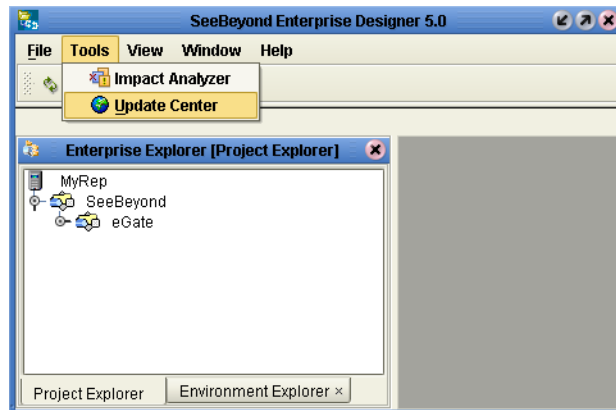 SeeBeyond Enterprise Designer 5.0
File Tools View Window Help
Impact Analyzer
Update Center
Enterprise Explorer [Project Explorer]
MyRep
SeeBeyond
eGate
Project Explorer Environment Explorer ×